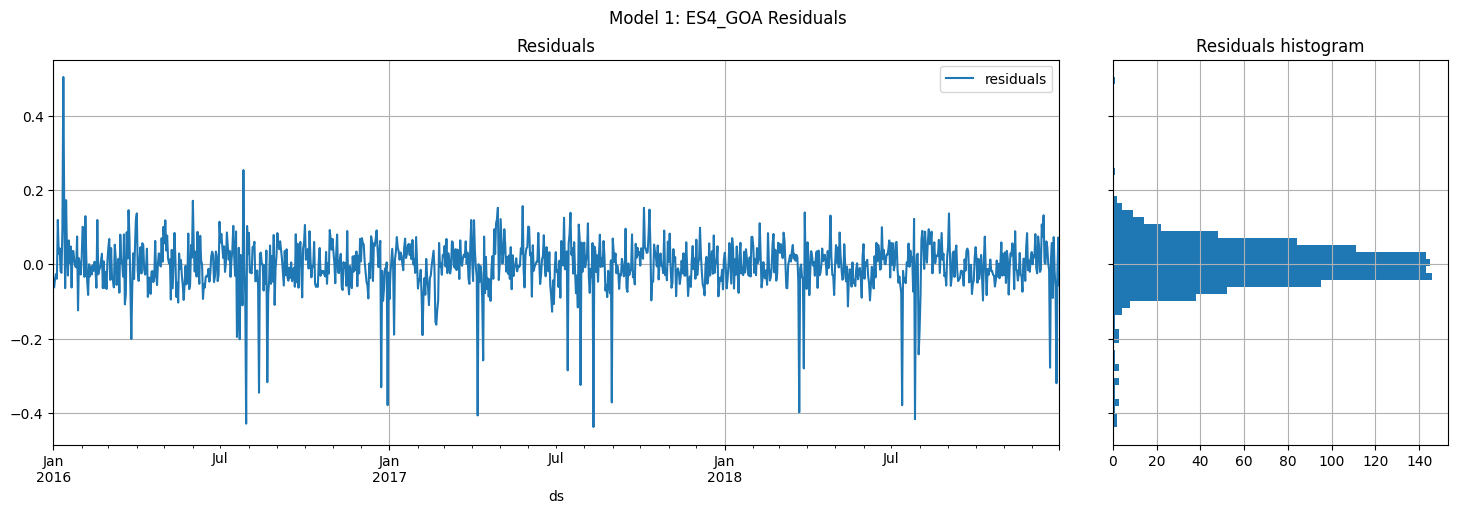 Model 1: ES4_GOA Residuals
Residuals
residuals
0.4
0.2
0.0
−0.2
−0.4
Jan
2016
Jul
Jan
2017
Jul
Jan
2018
Jul
ds
Residuals histogram
0 20 40 60 80 100 120 140